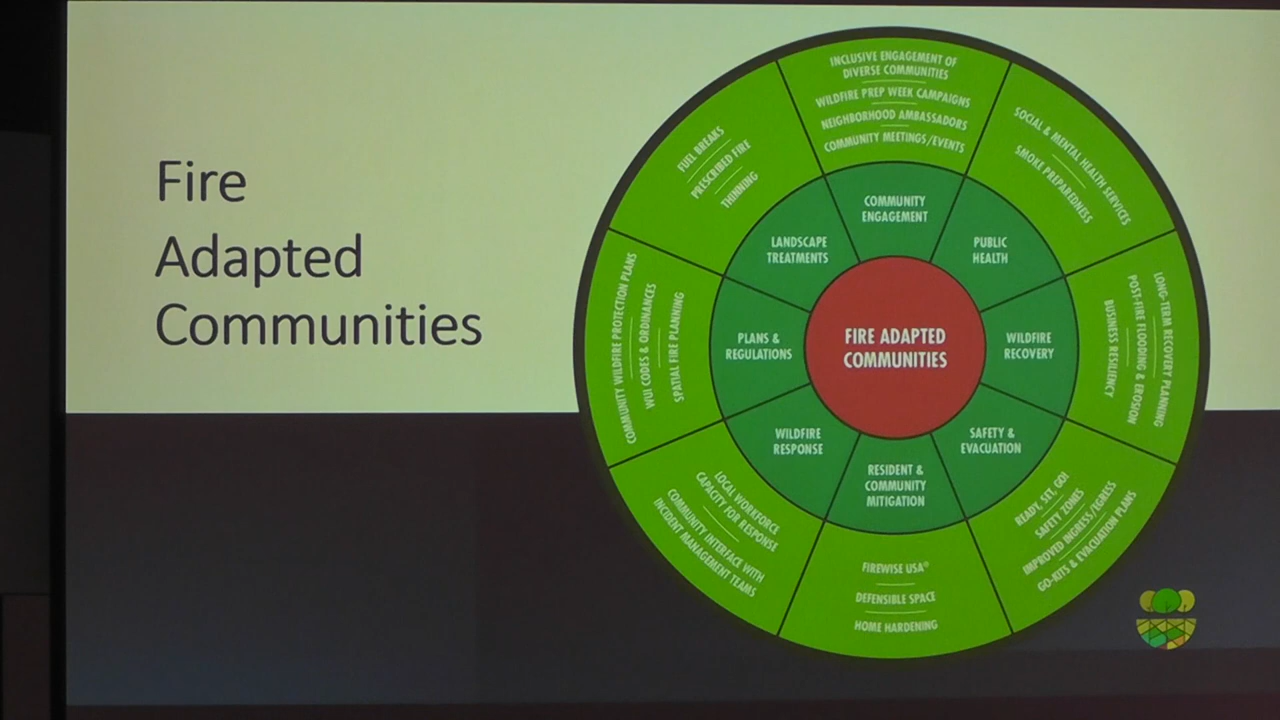 Fire
Adapted
Communities
INCLUSIVE ENGAGEMENT OF
DIVERSE COMMUNITIES
WILDFIRE PREP WEEK CAMPAIGNS
NEIGHBORHOOD AMBASSADORS
COMMUNITY MEETINGS/EVENTS
SOCIAL & MENTAL HEALTH SERVICES
SMOKE PREPAREDNESS
LONG-TERM RECOVERY PLANNING
POST-FIRE FLOODING & EROSION
BUSINESS RESILIENCY
READY, SET, GO!
SAFETY ZONES
IMPROVED INGRESS/EGRESS
GO-KITS & EVACUATION PLANS
FIREWISE USA®
DEFENSIBLE SPACE
HOME HARDENING
LOCAL WORKFORCE
CAPACITY FOR RESPONSE
COMMUNITY INTERFACE WITH
INCIDENT MANAGEMENT TEAMS
COMMUNITY WILDFIRE PROTECTION PLANS
WUI CODES & ORDINANCES
SPATIAL FIRE PLANNING
FUEL BREAKS
PRESCRIBED FIRE
THINNING
COMMUNITY
ENGAGEMENT
PUBLIC
HEALTH
WILDFIRE
RECOVERY
SAFETY &
EVACUATION
RESIDENT &
COMMUNITY
MITIGATION
WILDFIRE
RESPONSE
PLANS &
REGULATIONS
LANDSCAPE
TREATMENTS
FIRE ADAPTED
COMMUNITIES